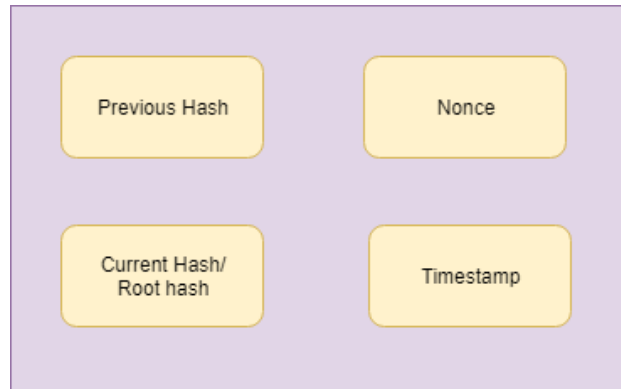 Previous Hash
Nonce
Current Hash/
Root hash
Timestamp